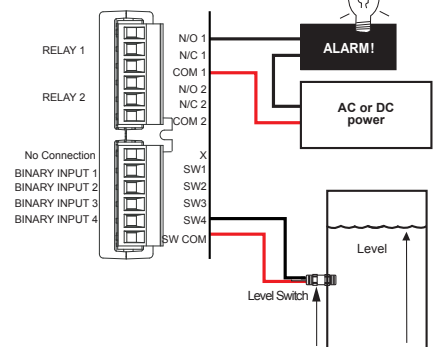 RELAY 1
RELAY 2
N/O 1
N/C 1
COM 1
N/O 2
N/C 2
COM 2
ALARM!
AC or DC
power
No Connection
BINARY INPUT 1
BINARY INPUT 2
BINARY INPUT 3
BINARY INPUT 4
X
SW1
SW2
SW3
SW4
SW COM
Level
Level Switch